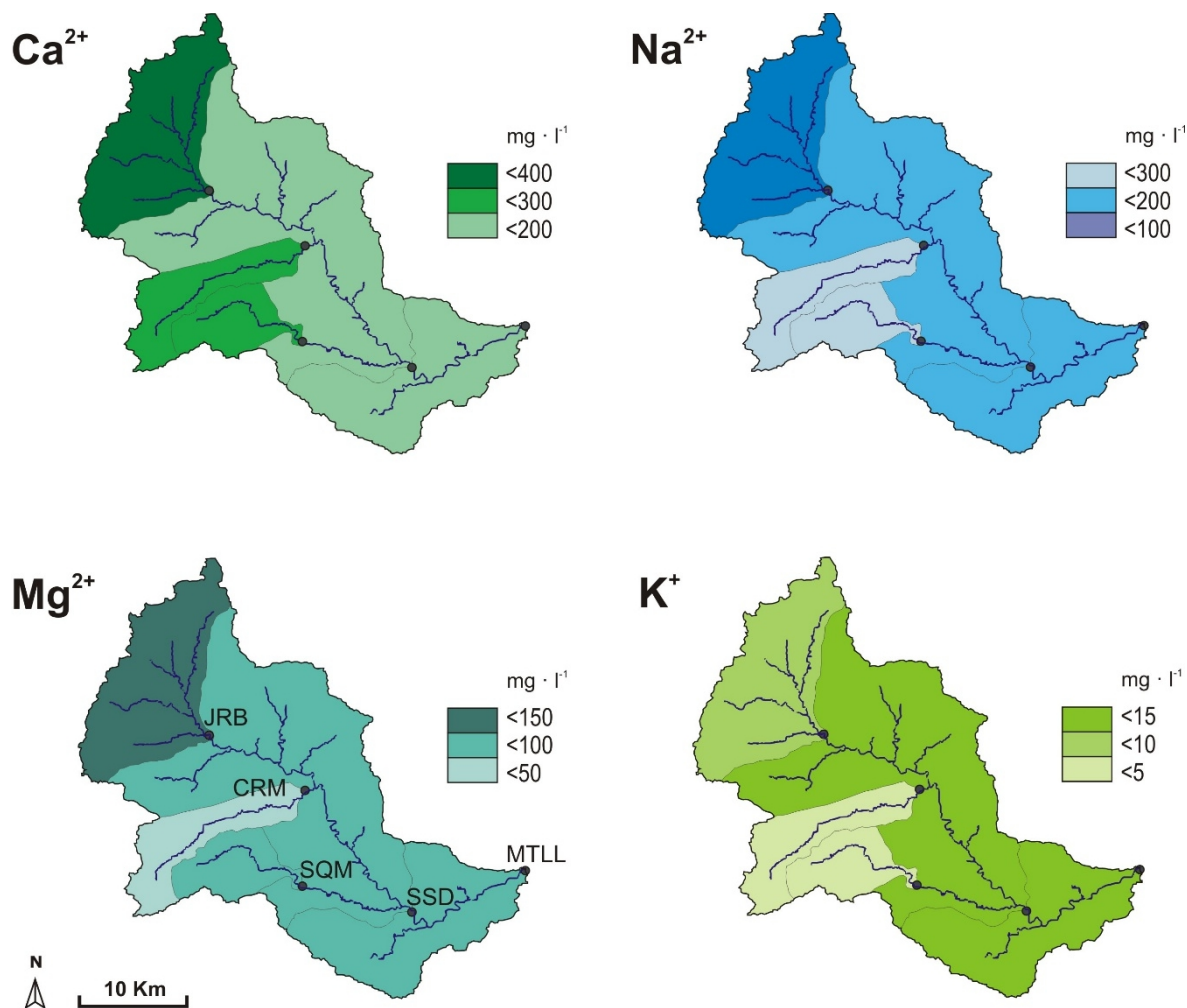 Ca²⁺
mg · l⁻¹
<400
<300
<200
Na²⁺
mg · l⁻¹
<300
<200
<100
Mg²⁺
mg · l⁻¹
<150
<100
<50
JRB
CRM
SQM
SSD
MTLL
N
10 Km
K⁺
mg · l⁻¹
<15
<10
<5